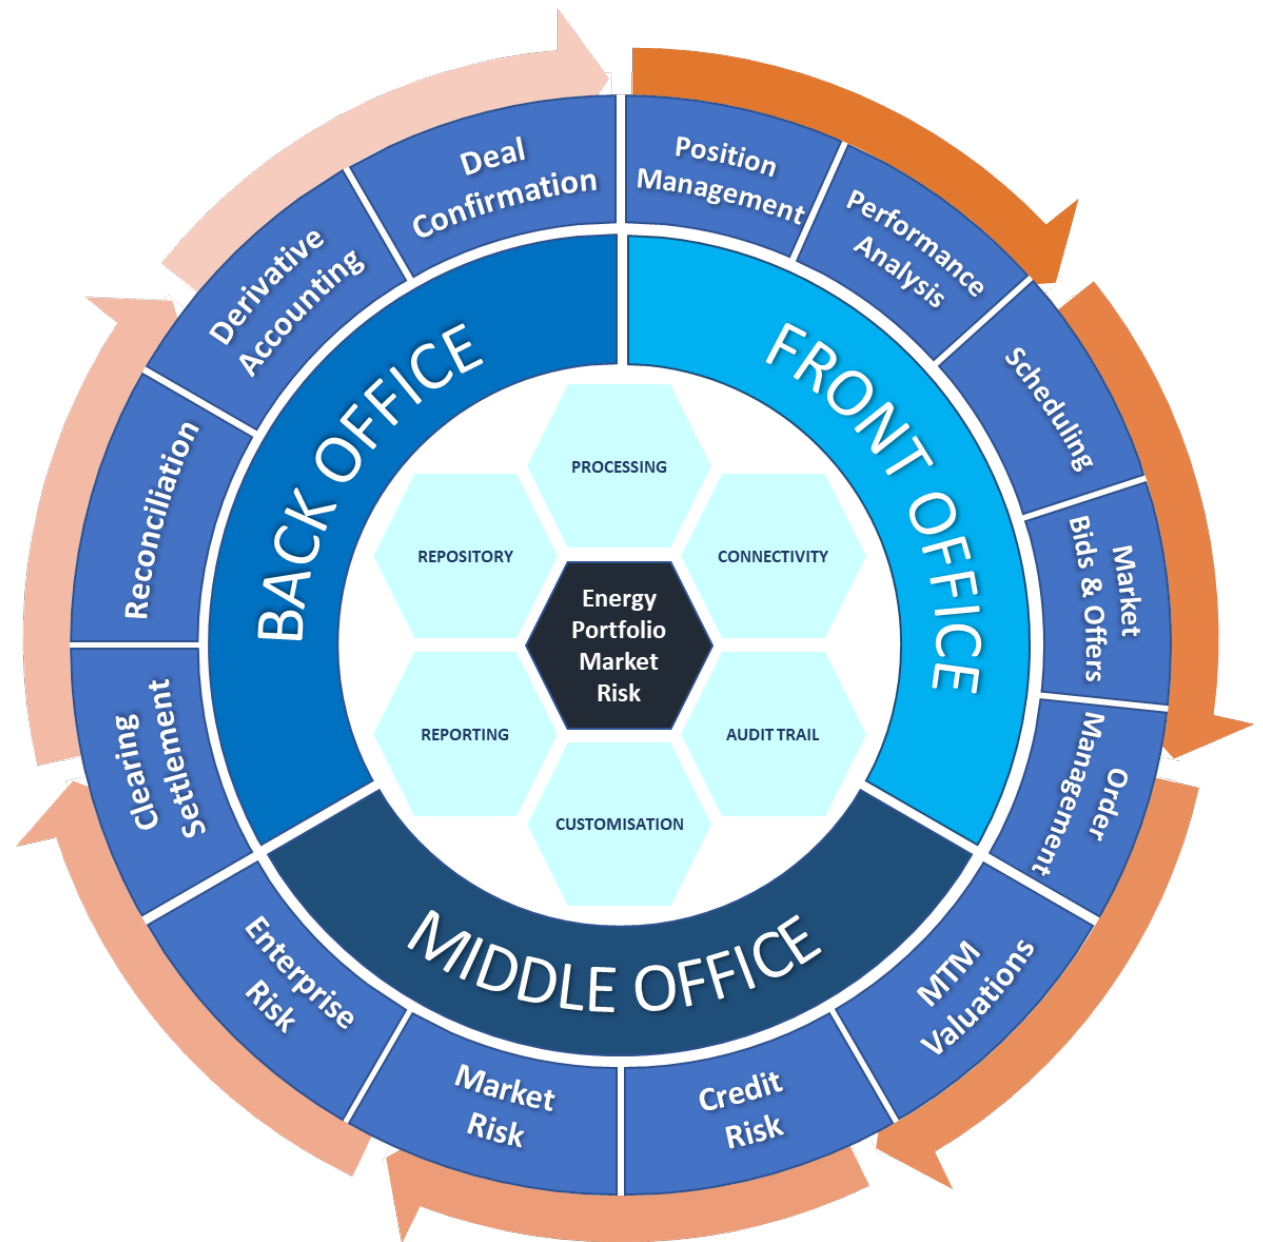 Deal
Confirmation
Position
Management
Performance
Analysis
Scheduling
Market
Bids & Offers
Order
Management
MTM
Valuations
Credit
Risk
Market
Risk
Enterprise
Risk
Clearing
Settlement
Reconciliation
Derivative
Accounting
FRONT OFFICE
MIDDLE OFFICE
BACK OFFICE
PROCESSING
CONNECTIVITY
AUDIT TRAIL
CUSTOMISATION
REPORTING
REPOSITORY
Energy
Portfolio
Market
Risk